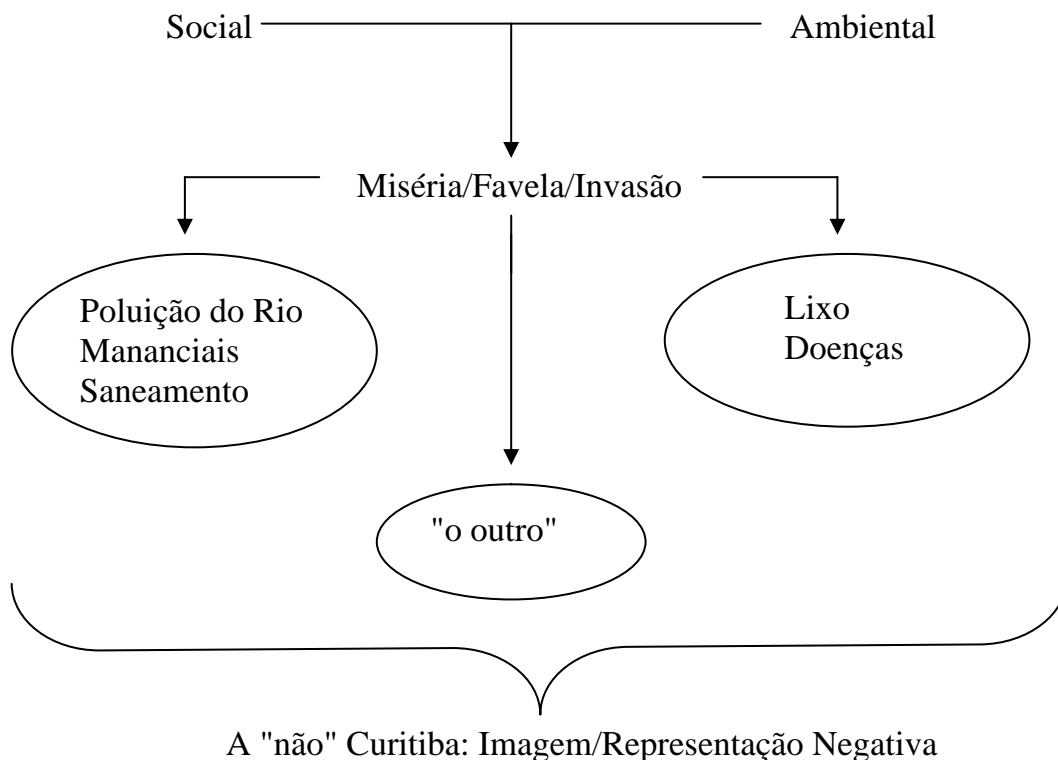 Social
Ambiental
Miséria/Favela/Invasão
Poluição do Rio
Mananciais
Saneamento
Lixo
Doenças
"o outro"
A "não" Curitiba: Imagem/Representação Negativa